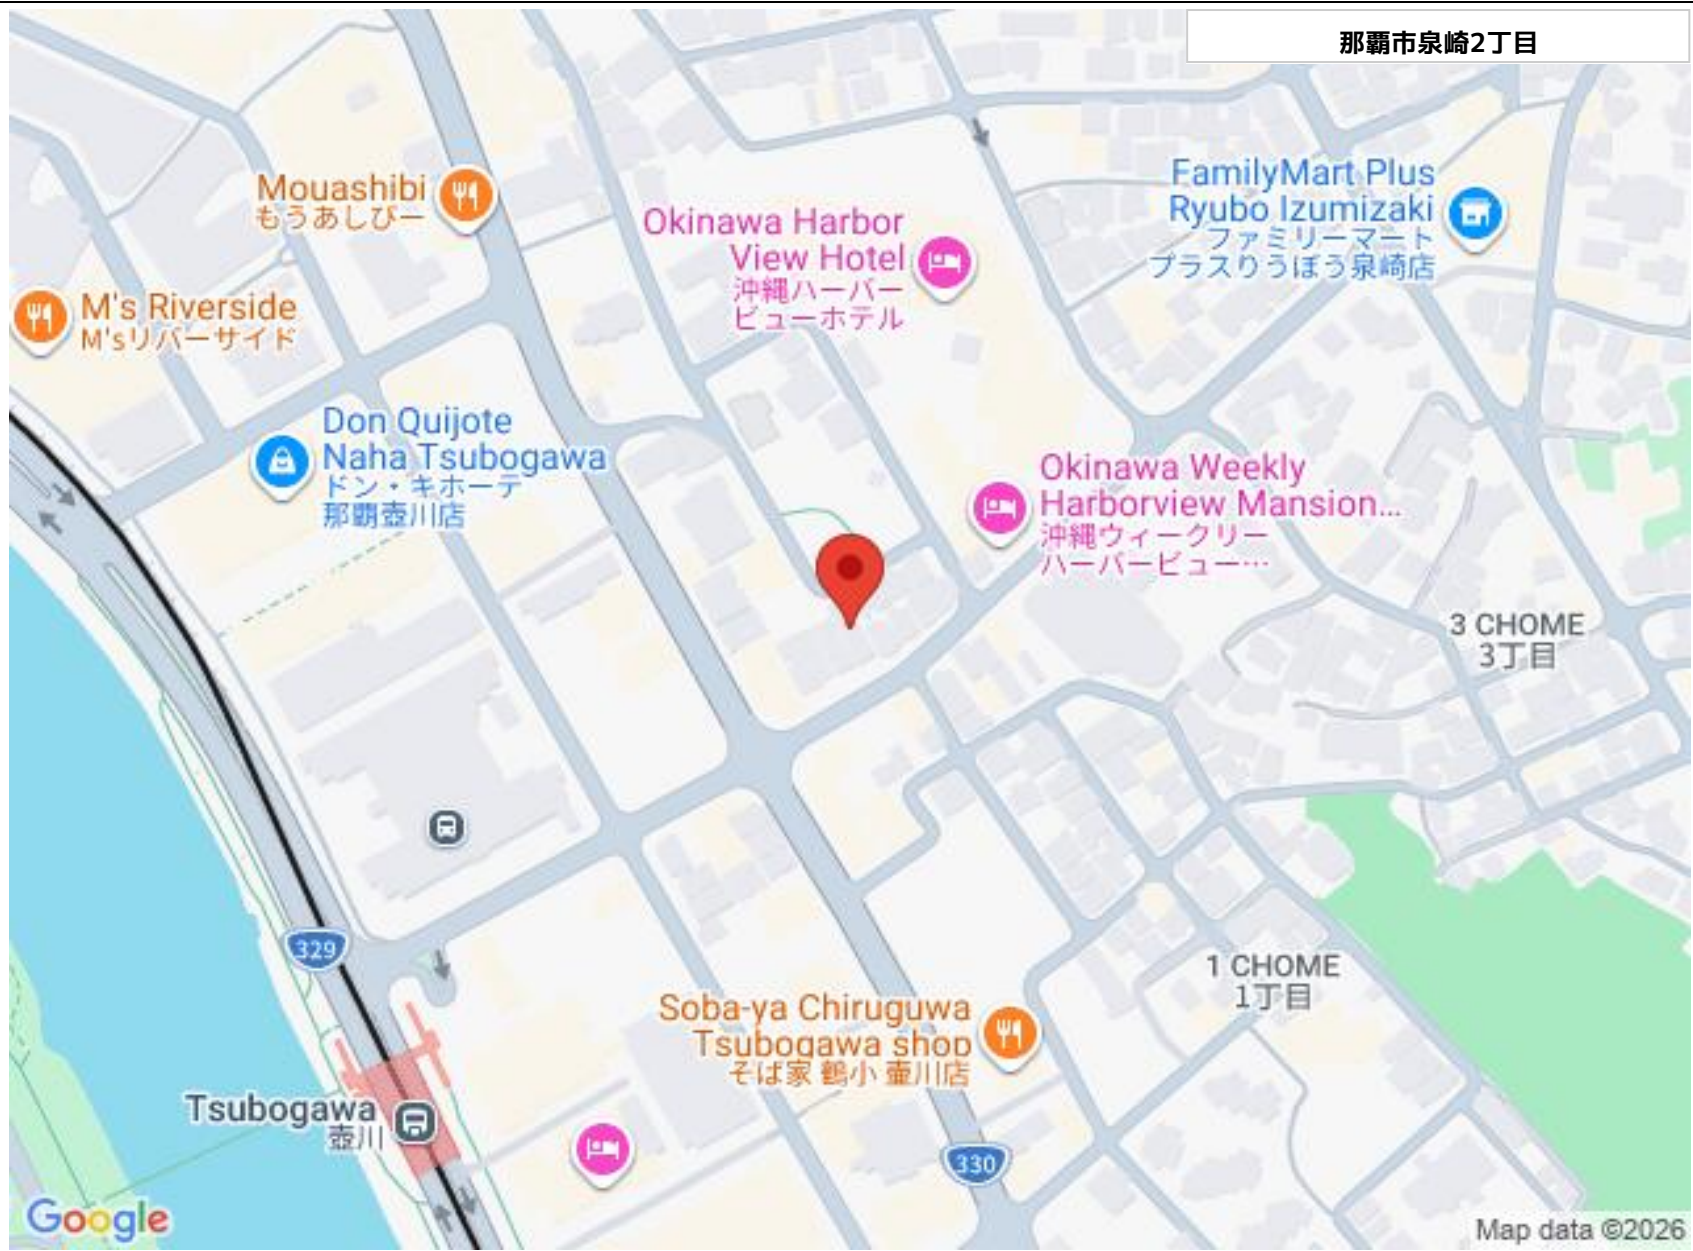 那覇市泉崎2丁目
FamilyMart Plus
Ryubo Izumizaki
ファミリーマート
プラスりうぼう泉崎店
Mouashibi
もうあしびー
Okinawa Harbor
View Hotel
沖縄ハーバー
ビューホテル
M's Riverside
M'sリバーサイド
Don Quijote
Naha Tsubogawa
ドン・キホーテ
那覇壺川店
Okinawa Weekly
Harborview Mansion...
沖縄ウィークリー
ハーバービュー…
3 CHOME
3丁目
329
1 CHOME
1丁目
Soba-ya Chiruguwa
Tsubogawa shop
そば家 鶴小 壷川店
Tsubogawa
壺川
330
Google
Map data ©2026